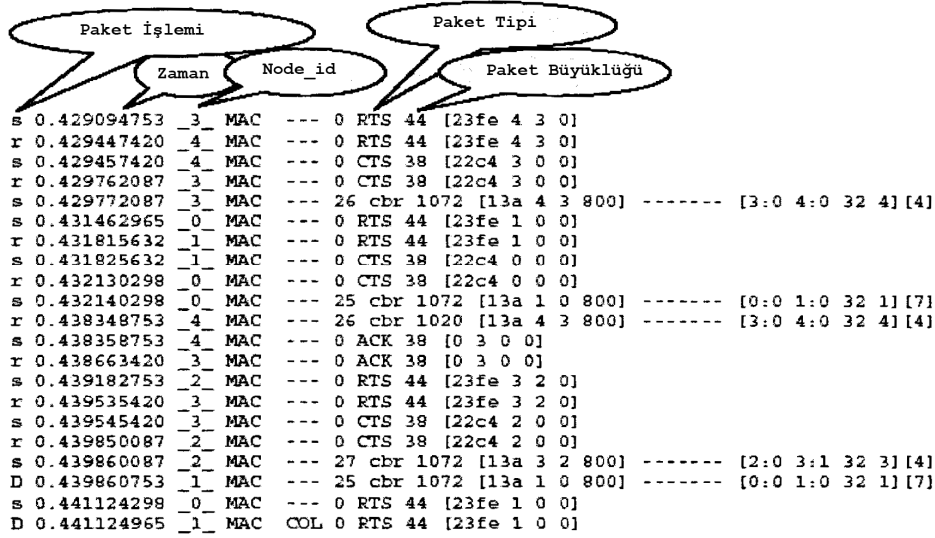 Paket İşlemi
Paket Tipi
Zaman
Node_id
Paket Büyüklüğü
s 0.429094753 _3_ MAC --- 0 RTS 44 [23fe 4 3 0]
r 0.429447420 _4_ MAC --- 0 RTS 44 [23fe 4 3 0]
s 0.429457420 _4_ MAC --- 0 CTS 38 [22c4 3 0 0]
r 0.429762087 _3_ MAC --- 0 CTS 38 [22c4 3 0 0]
s 0.429772087 _3_ MAC --- 26 cbr 1072 [13a 4 3 800] ------- [3:0 4:0 32 4][4]
s 0.431462965 _0_ MAC --- 0 RTS 44 [23fe 1 0 0]
r 0.431815632 _1_ MAC --- 0 RTS 44 [23fe 1 0 0]
s 0.431825632 _1_ MAC --- 0 CTS 38 [22c4 0 0 0]
r 0.432130298 _0_ MAC --- 0 CTS 38 [22c4 0 0 0]
s 0.432140298 _0_ MAC --- 25 cbr 1072 [13a 1 0 800] ------- [0:0 1:0 32 1][7]
r 0.438348753 _4_ MAC --- 26 cbr 1020 [13a 4 3 800] ------- [3:0 4:0 32 4][4]
s 0.438358753 _4_ MAC --- 0 ACK 38 [0 3 0 0]
r 0.438663420 _3_ MAC --- 0 ACK 38 [0 3 0 0]
s 0.439182753 _2_ MAC --- 0 RTS 44 [23fe 3 2 0]
r 0.439535420 _3_ MAC --- 0 RTS 44 [23fe 3 2 0]
s 0.439545420 _3_ MAC --- 0 CTS 38 [22c4 2 0 0]
r 0.439850087 _2_ MAC --- 0 CTS 38 [22c4 2 0 0]
s 0.439860087 _2_ MAC --- 27 cbr 1072 [13a 3 2 800] ------- [2:0 3:1 32 3][4]
D 0.439860753 _1_ MAC --- 25 cbr 1072 [13a 1 0 800] ------- [0:0 1:0 32 1][7]
s 0.441124298 _0_ MAC --- 0 RTS 44 [23fe 1 0 0]
D 0.441124965 _1_ MAC COL 0 RTS 44 [23fe 1 0 0]